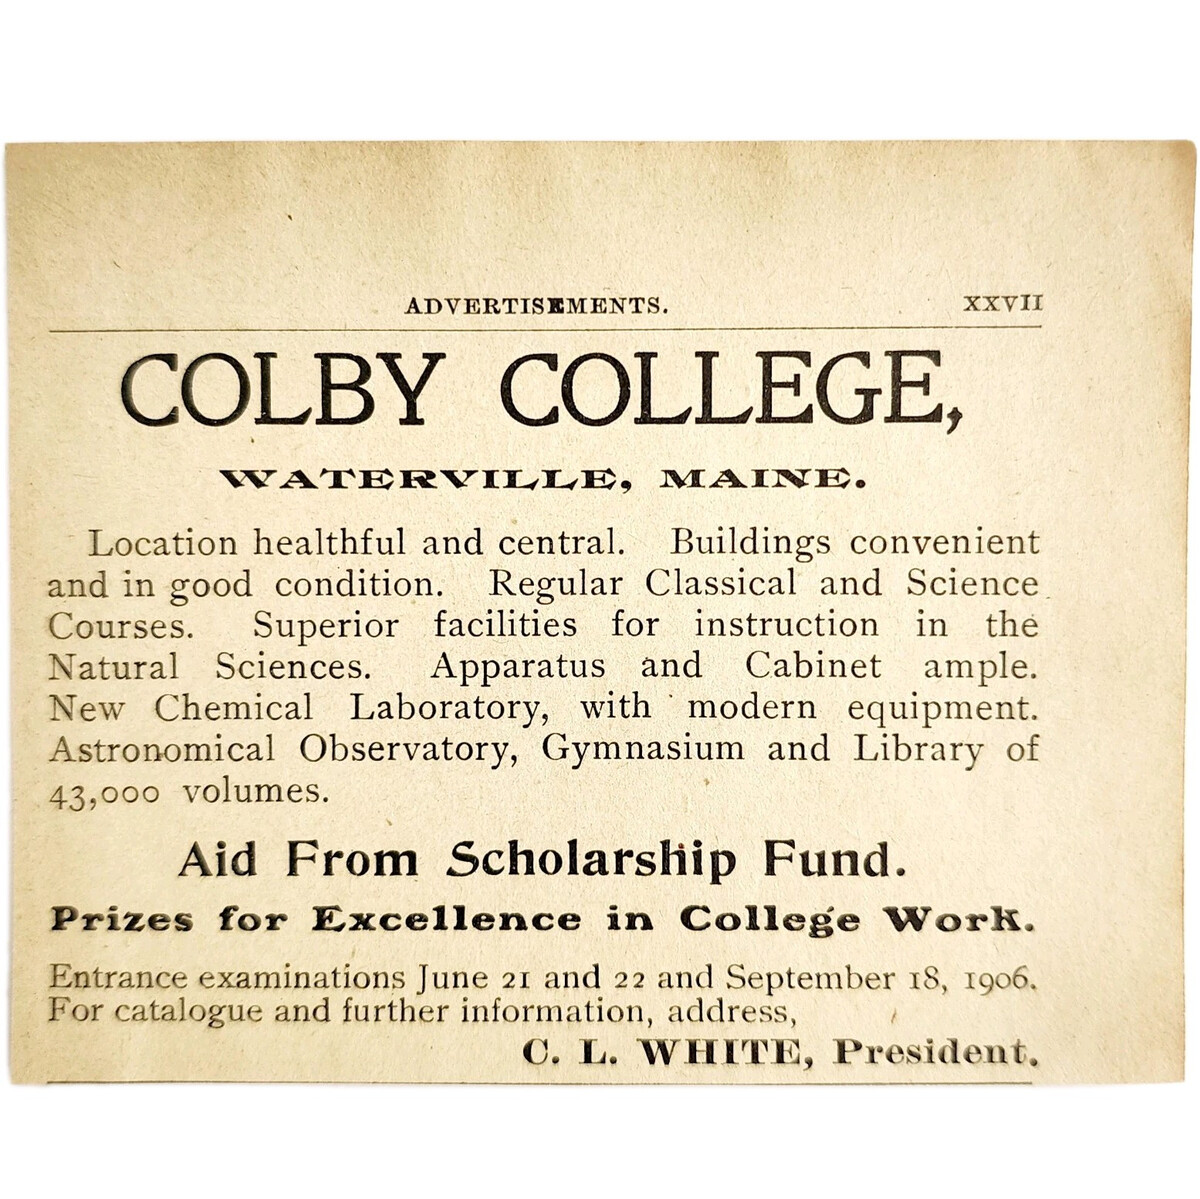 ADVERTISEMENTS. XXVII
COLBY COLLEGE,
WATERVILLE, MAINE.
Location healthful and central. Buildings convenient
and in good condition. Regular Classical and Science
Courses. Superior facilities for instruction in the
Natural Sciences. Apparatus and Cabinet ample.
New Chemical Laboratory, with modern equipment.
Astronomical Observatory, Gymnasium and Library of
43,000 volumes.
Aid From Scholarship Fund.
Prizes for Excellence in College Work.
Entrance examinations June 21 and 22 and September 18, 1906.
For catalogue and further information, address,
C. L. WHITE, President.